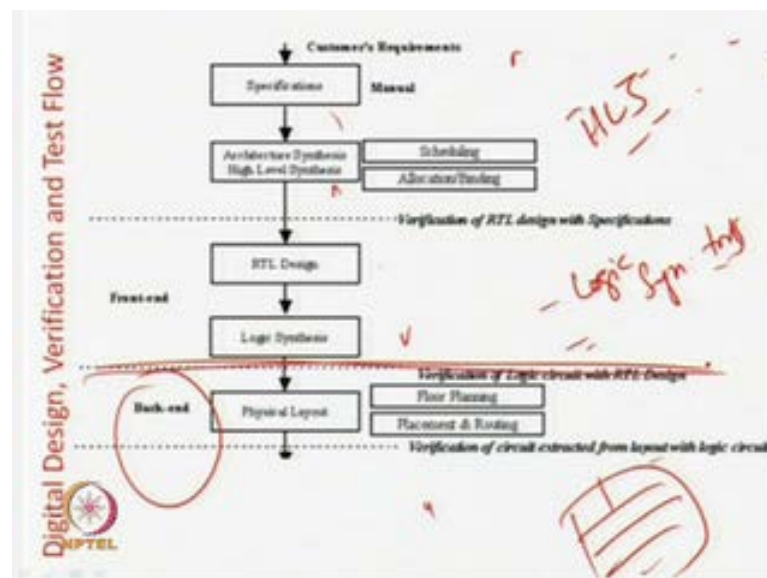 Digital Design, Verification and Test Flow
Customer's Requirements
Specifications
Manual
Architecture Synthesis
High Level Synthesis
Scheduling
Allocation/Binding
Verification of RTL design with Specifications
RTL Design
Front-end
Logic Synthesis
Verification of Logic circuit with RTL Design
Back-end
Physical Layout
Floor Planning
Placement & Routing
Verification of circuit extracted from layout with logic circuit
HLS
Logic Syn.
NPTEL